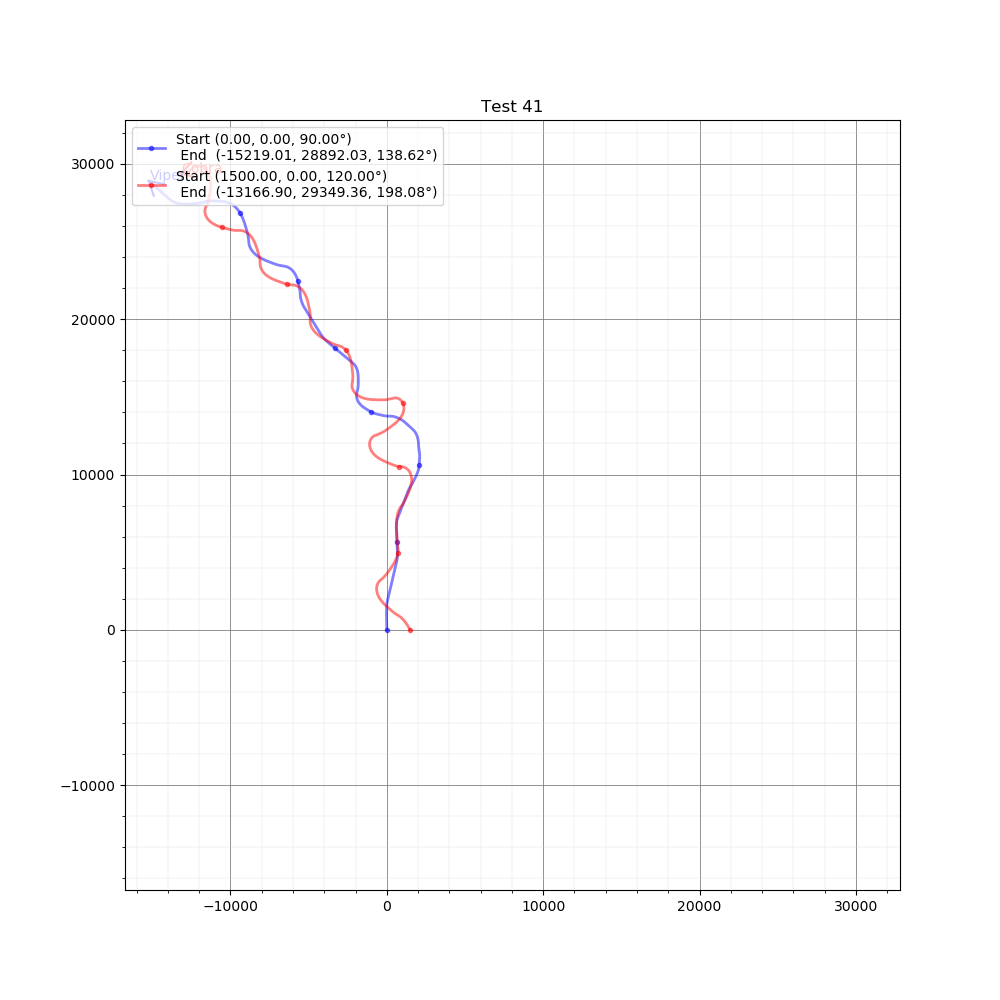 Test 41
Start (0.00, 0.00, 90.00°)
End (-15219.01, 28892.03, 138.62°)
Start (1500.00, 0.00, 120.00°)
End (-13166.90, 29349.36, 198.08°)
Viper
Cobra
30000
20000
10000
0
−10000
−10000
0
10000
20000
30000